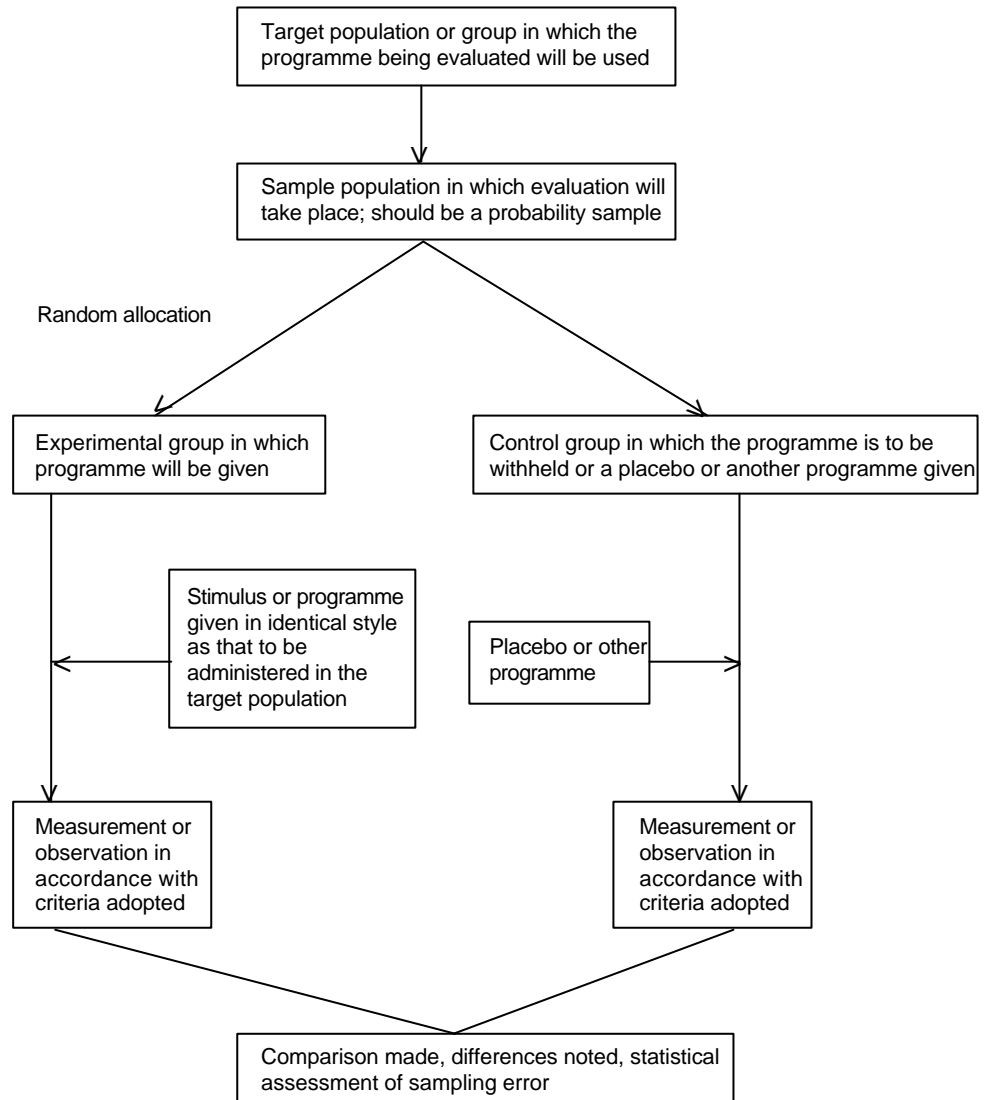 Target population or group in which the
programme being evaluated will be used
Sample population in which evaluation will
take place; should be a probability sample
Random allocation
Experimental group in which
programme will be given
Control group in which the programme is to be
withheld or a placebo or another programme given
Stimulus or programme
given in identical style
as that to be
administered in the
target population
Placebo or other
programme
Measurement or
observation in
accordance with
criteria adopted
Measurement or
observation in
accordance with
criteria adopted
Comparison made, differences noted, statistical
assessment of sampling error